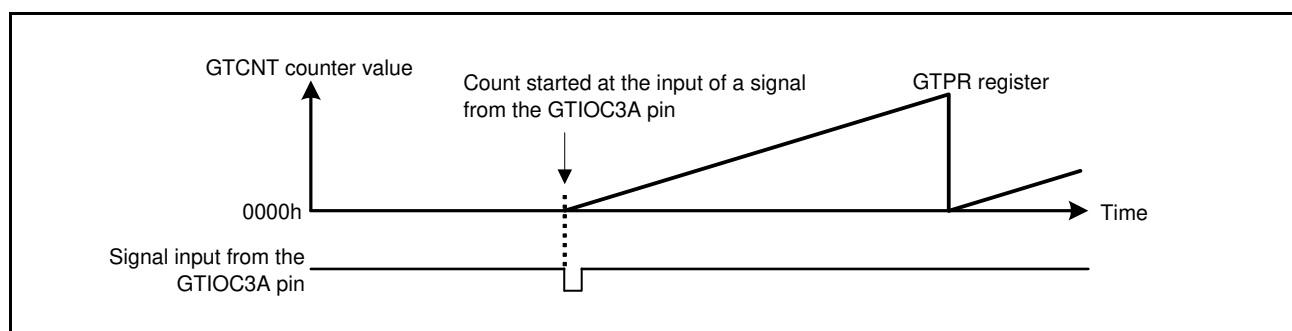 GTCNT counter value
Count started at the input of a signal
from the GTIOC3A pin
GTPR register
0000h
Time
Signal input from the
GTIOC3A pin